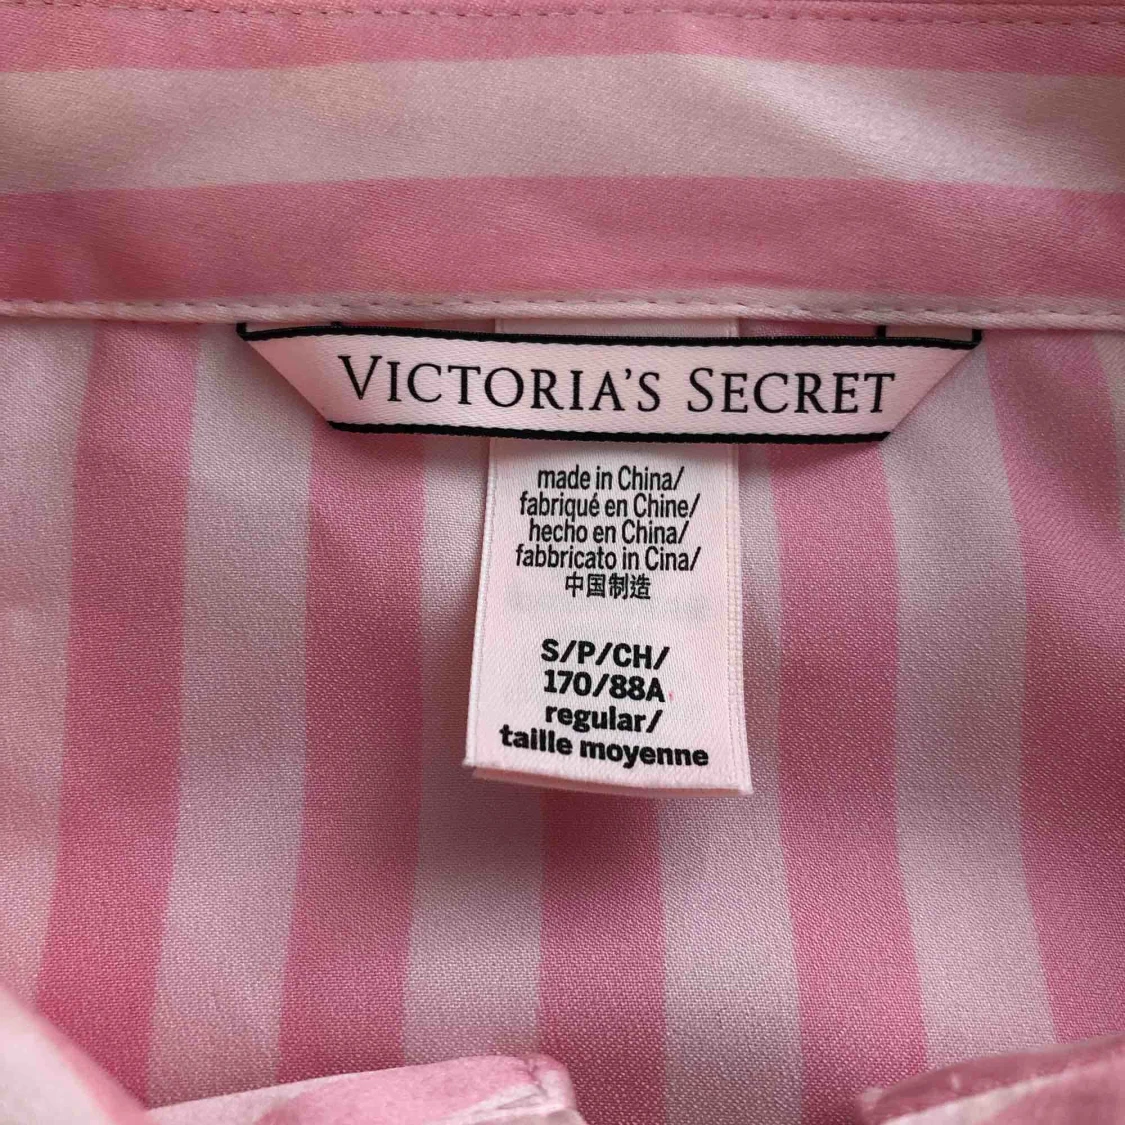 VICTORIA'S SECRET
made in China/
fabriqué en Chine/
hecho en China/
fabbricato in Cina/
中国制造
S/P/CH/
170/88A
regular/
taille moyenne